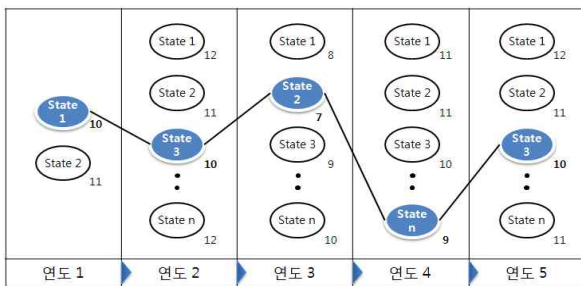 State 1
10
State 2
11
State 1
12
State 2
11
State 3
10
State n
12
State 1
8
State 2
7
State 3
9
State n
10
State 1
11
State 2
11
State 3
10
State n
9
State 1
12
State 2
11
State 3
10
State n
11
연도 1
연도 2
연도 3
연도 4
연도 5